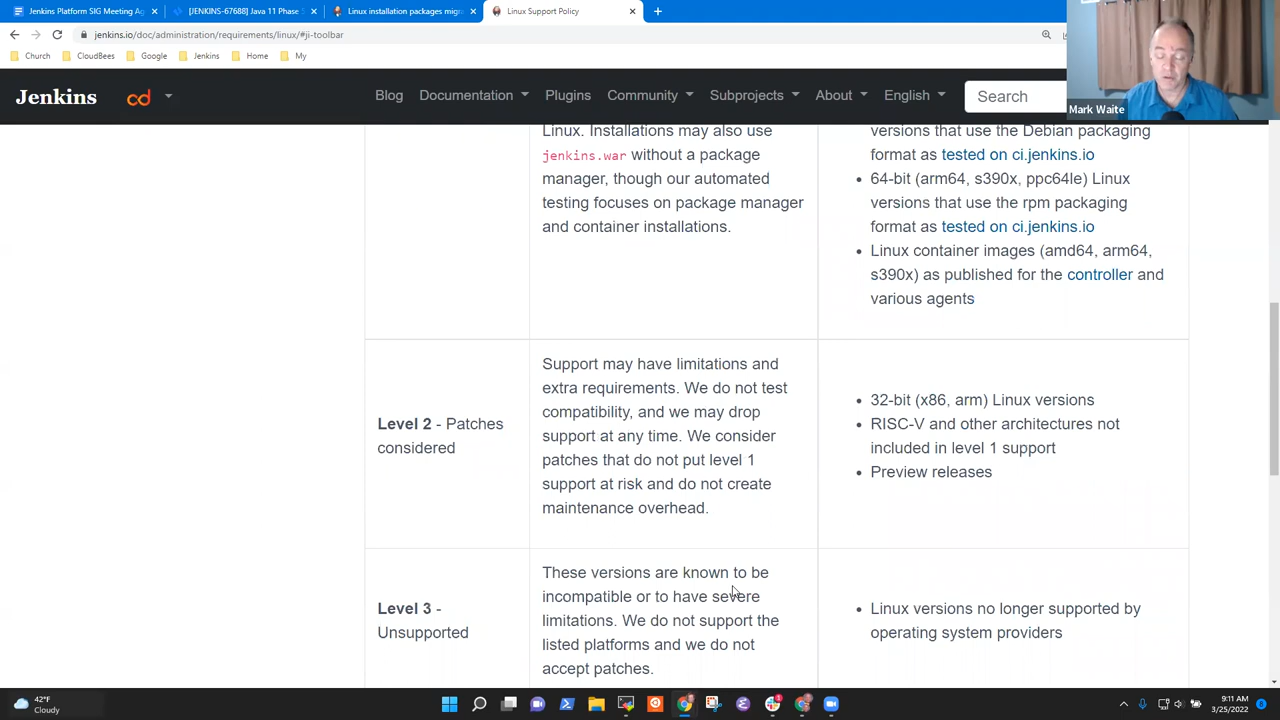 Jenkins Platform SIG Meeting Ag
[JENKINS-67688] Java 11 Phase
Linux installation packages migr
Linux Support Policy
jenkins.io/doc/administration/requirements/linux/#ji-toolbar
Church
CloudBees
Google
Jenkins
Home
My
Jenkins
Blog
Documentation
Plugins
Community
Subprojects
About
English
Search
Mark Waite
Linux. Installations may also use
jenkins.war without a package
manager, though our automated
testing focuses on package manager
and container installations.
versions that use the Debian packaging
format as tested on ci.jenkins.io
64-bit (arm64, s390x, ppc64le) Linux
versions that use the rpm packaging
format as tested on ci.jenkins.io
Linux container images (amd64, arm64,
s390x) as published for the controller and
various agents
Level 2 - Patches
considered
Support may have limitations and
extra requirements. We do not test
compatibility, and we may drop
support at any time. We consider
patches that do not put level 1
support at risk and do not create
maintenance overhead.
32-bit (x86, arm) Linux versions
RISC-V and other architectures not
included in level 1 support
Preview releases
Level 3 -
Unsupported
These versions are known to be
incompatible or to have severe
limitations. We do not support the
listed platforms and we do not
accept patches.
Linux versions no longer supported by
operating system providers
42°F
Cloudy
9:11 AM
3/25/2022